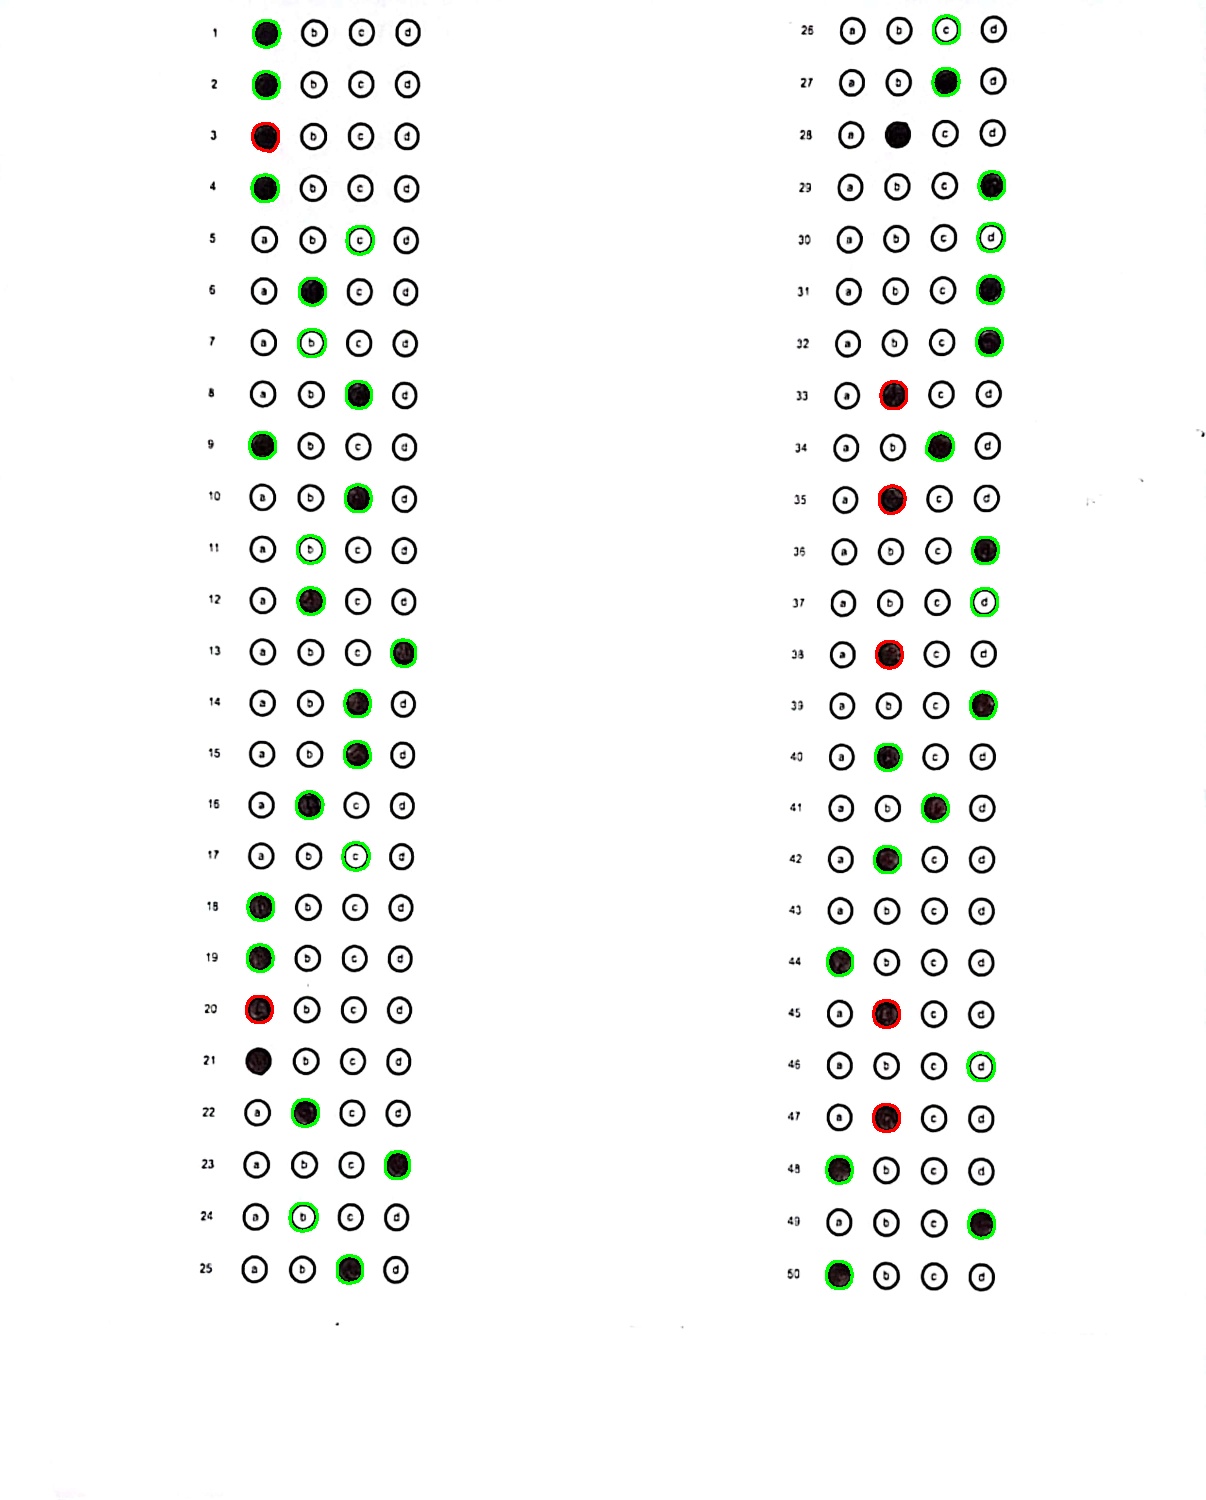 1 b c d
2 b c d
3 b c d
4 b c d
5 a b c d
6 a c d
7 a b c d
8 a b d
9 b c d
10 a b d
11 a b c d
12 a c d
13 a b c
14 a b d
15 a b d
16 a c d
17 a b c d
18 b c d
19 b c d
20 b c d
21 b c d
22 a c d
23 a b c
24 a b c d
25 a b d
26 a b c d
27 a b d
28 a c d
29 a b c
30 a b c d
31 a b c
32 a b c
33 a c d
34 a b d
35 a c d
36 a b c
37 a b c d
38 a c d
39 a b c
40 a c d
41 a b d
42 a c d
43 a b c d
44 b c d
45 a c d
46 a b c d
47 a c d
48 b c d
49 a b c
50 b c d